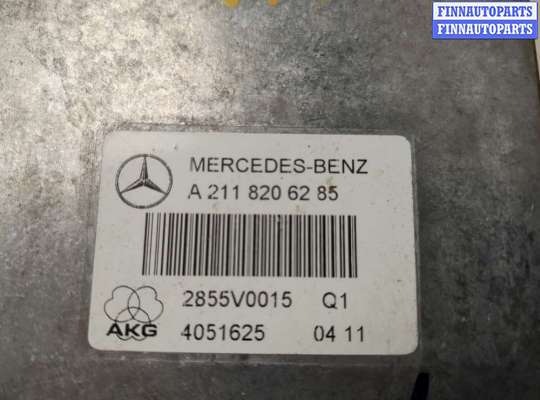 FINNAUTOPARTS
FINNAUTOPARTS
MERCEDES-BENZ
A 211 820 62 85
2855V0015 Q1
AKG
4051625 04 11